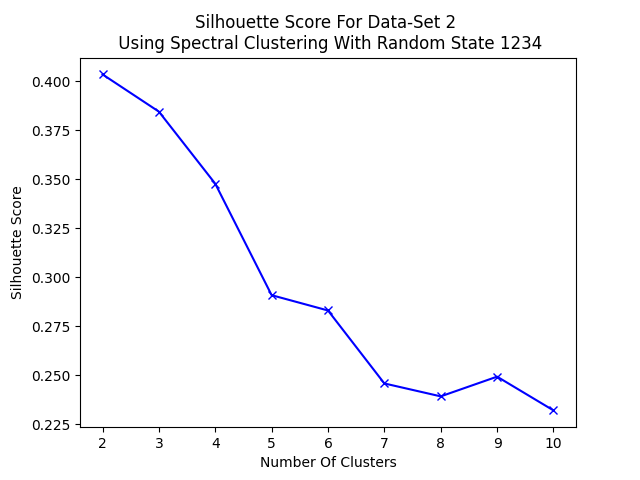 Silhouette Score For Data-Set 2
Using Spectral Clustering With Random State 1234
Silhouette Score
0.400
0.375
0.350
0.325
0.300
0.275
0.250
0.225
2 3 4 5 6 7 8 9 10
Number Of Clusters